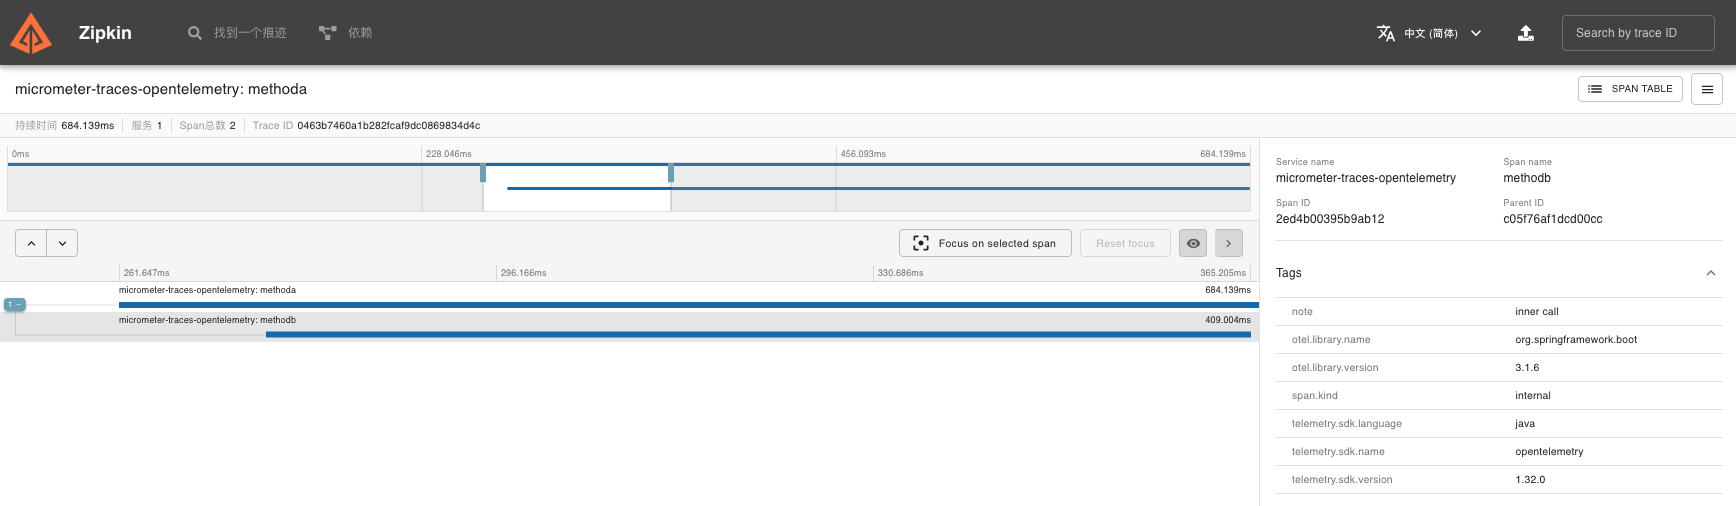 Zipkin 找到一个痕迹 依赖 中文 (简体) Search by trace ID
micrometer-traces-opentelemetry: methoda SPAN TABLE
持续时间 684.139ms 服务 1 Span总数 2 Trace ID 0463b7460a1b282fcaf9dc0869834d4c
0ms 228.046ms 456.093ms 684.139ms
Focus on selected span Reset focus
261.647ms 296.166ms 330.686ms 365.205ms
micrometer-traces-opentelemetry: methoda 684.139ms
1 −
micrometer-traces-opentelemetry: methodb 409.004ms
Service name Span name
micrometer-traces-opentelemetry methodb
Span ID Parent ID
2ed4b00395b9ab12 c05f76af1dcd00cc
Tags
note inner call
otel.library.name org.springframework.boot
otel.library.version 3.1.6
span.kind internal
telemetry.sdk.language java
telemetry.sdk.name opentelemetry
telemetry.sdk.version 1.32.0